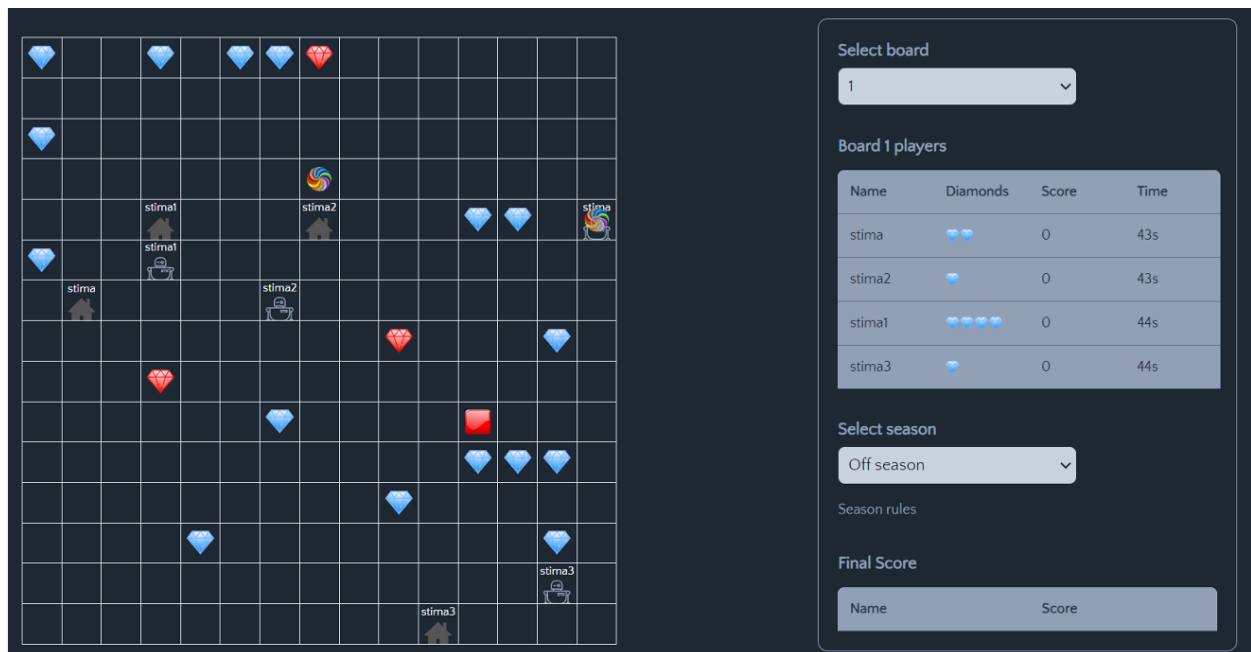 stima1
stima2
stima
stima1
stima
stima2
stima3
stima3
Select board
1
Board 1 players
Name Diamonds Score Time
stima 0 43s
stima2 0 43s
stima1 0 44s
stima3 0 44s
Select season
Off season
Season rules
Final Score
Name Score